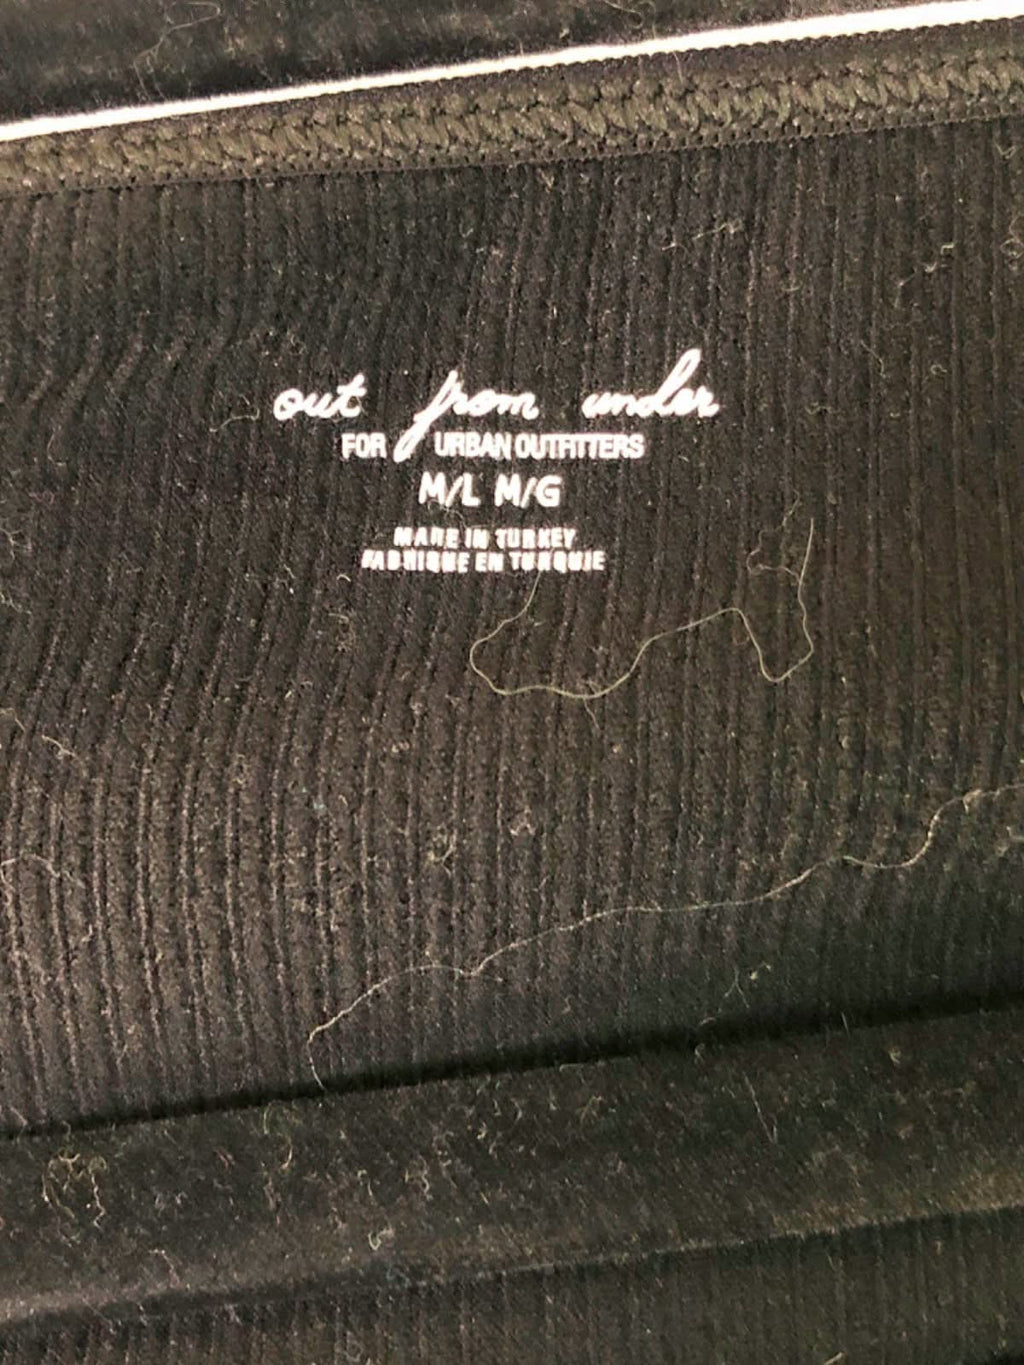 out from under
FOR URBAN OUTFITTERS
M/L M/G
MADE IN TURKEY
FABRIQUE EN TURQUIE